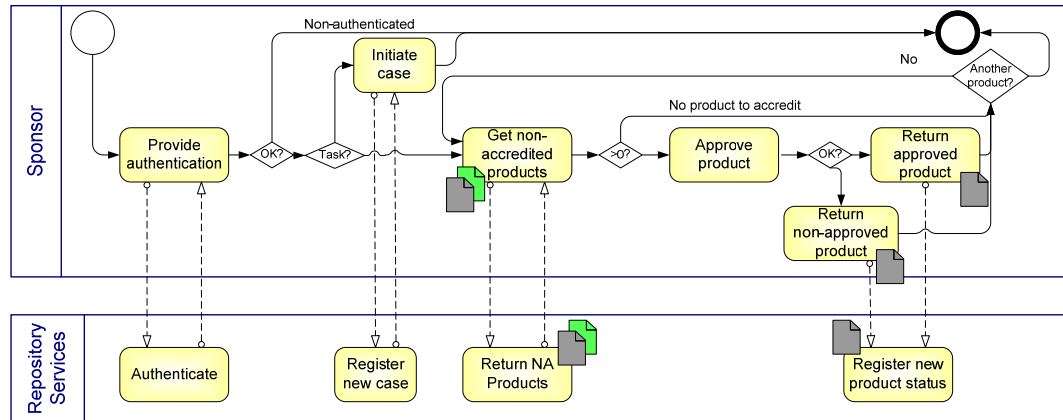 Sponsor
Non-authenticated
Initiate
case
No
Another
product?
No product to accredit
Provide
authentication
OK?
Task?
Get non-
accredited
products
>0?
Approve
product
OK?
Return
approved
product
Return
non-approved
product
Repository
Services
Authenticate
Register
new case
Return NA
Products
Register new
product status